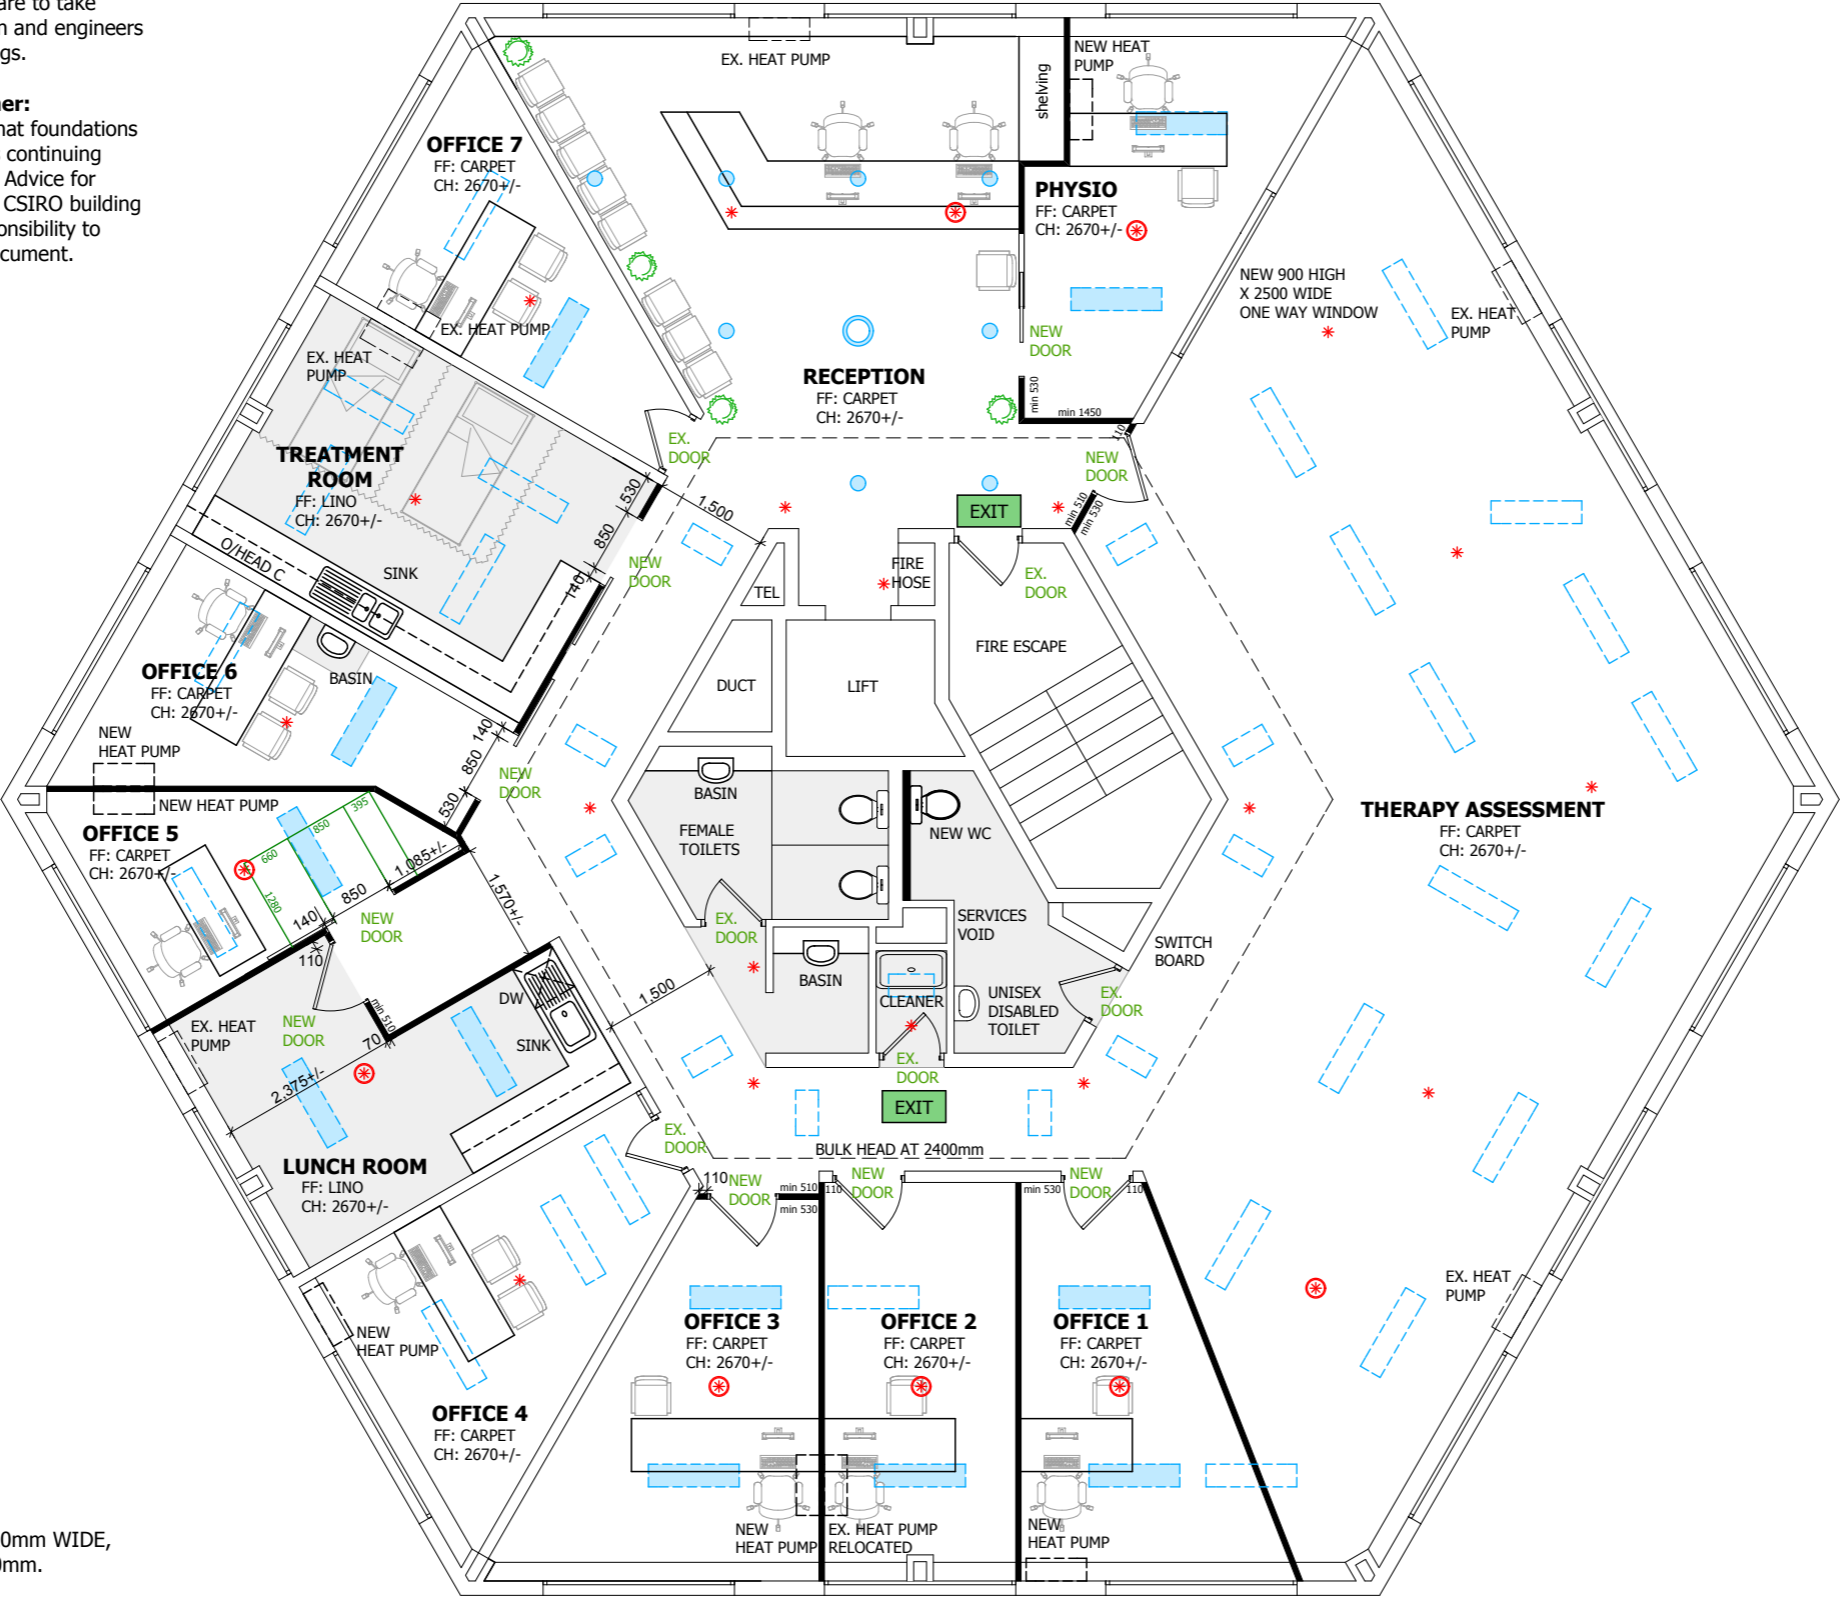 are to take
n and engineers
gs.
ner:
hat foundations
s continuing
Advice for
CSIRO building
onsibility to
cument.
0mm WIDE,
0mm.
EX. HEAT PUMP
shelving
NEW HEAT
PUMP
OFFICE 7
FF: CARPET
CH: 2670+/-
EX. HEAT PUMP
PHYSIO
FF: CARPET
CH: 2670+/-
NEW 900 HIGH
X 2500 WIDE
ONE WAY WINDOW
EX. HEAT
PUMP
NEW
DOOR
RECEPTION
FF: CARPET
CH: 2670+/-
min 530
min 1450
110
EX. HEAT
PUMP
TREATMENT
ROOM
FF: LINO
CH: 2670+/-
EX.
DOOR
NEW
DOOR
530
1,500
850
140
min 510
min 530
EXIT
O/HEAD C
SINK
NEW
DOOR
TEL
FIRE
HOSE
EX.
DOOR
FIRE ESCAPE
DUCT
LIFT
OFFICE 6
FF: CARPET
CH: 2670+/-
BASIN
NEW
HEAT PUMP
140
850
530
NEW
DOOR
NEW HEAT PUMP
OFFICE 5
FF: CARPET
CH: 2670+/-
395
850
660
1280
1,085+/-
850
140
110
1,570+/-
NEW
DOOR
BASIN
FEMALE
TOILETS
NEW WC
THERAPY ASSESSMENT
FF: CARPET
CH: 2670+/-
EX.
DOOR
SERVICES
VOID
SWITCH
BOARD
BASIN
CLEANER
UNISEX
DISABLED
TOILET
EX.
DOOR
1,500
DW
SINK
EX. HEAT
PUMP
NEW
DOOR
min 510
70
2,375+/-
EX.
DOOR
EXIT
LUNCH ROOM
FF: LINO
CH: 2670+/-
EX.
DOOR
BULK HEAD AT 2400mm
110
NEW
DOOR
min 510
min 530
110
NEW
DOOR
min 530
NEW
DOOR
110
EX. HEAT
PUMP
NEW
HEAT PUMP
OFFICE 3
FF: CARPET
CH: 2670+/-
OFFICE 2
FF: CARPET
CH: 2670+/-
OFFICE 1
FF: CARPET
CH: 2670+/-
OFFICE 4
FF: CARPET
CH: 2670+/-
NEW
HEAT PUMP
EX. HEAT PUMP
RELOCATED
NEW
HEAT PUMP